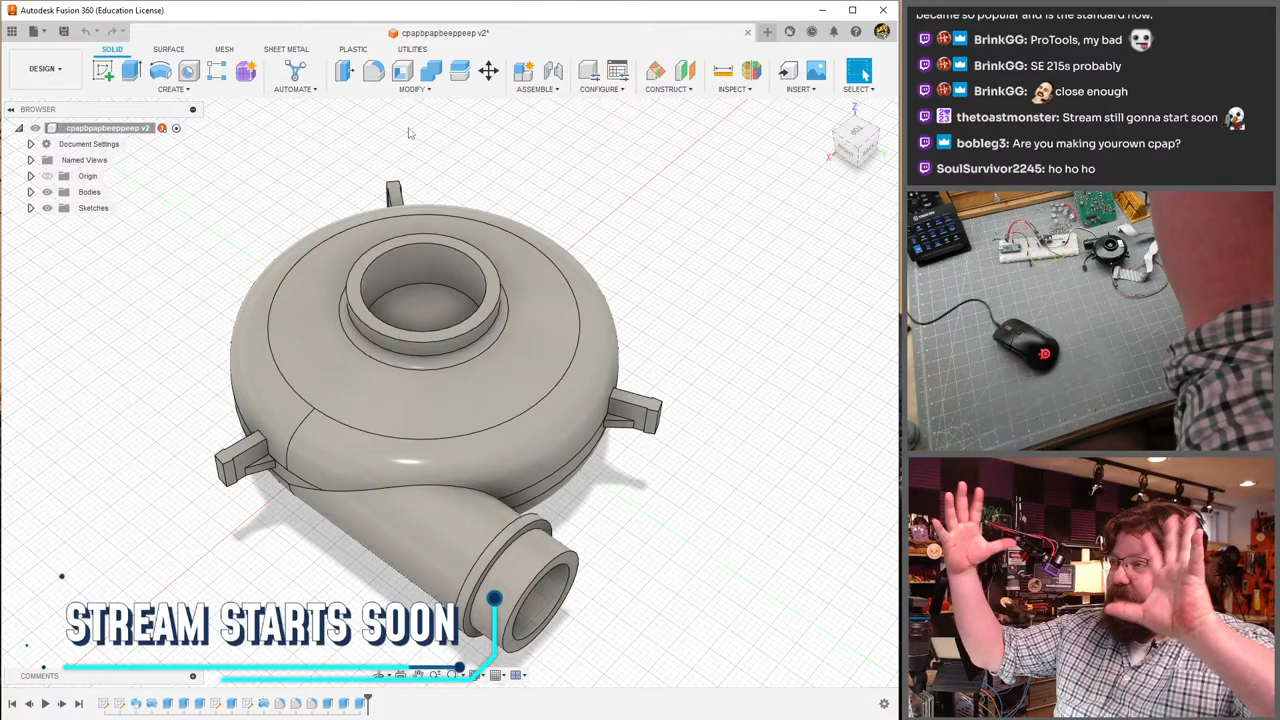 Autodesk Fusion 360 (Education License)
cpapbpapbeeppeep v2*
SOLID SURFACE MESH SHEET METAL PLASTIC UTILITIES
DESIGN
CREATE AUTOMATE MODIFY ASSEMBLE CONFIGURE CONSTRUCT INSPECT INSERT SELECT
BROWSER
cpapbpapbeeppeep v2
Document Settings
Named Views
Origin
Bodies
Sketches
Z
X
STREAM STARTS SOON
COMMENTS
became so popular and is the standard now.
BrinkGG: ProTools, my bad
BrinkGG: SE 215s probably
BrinkGG: close enough
thetoastmonster: Stream still gonna start soon
bobleg3: Are you making yourown cpap?
SoulSurvivor2245: ho ho ho